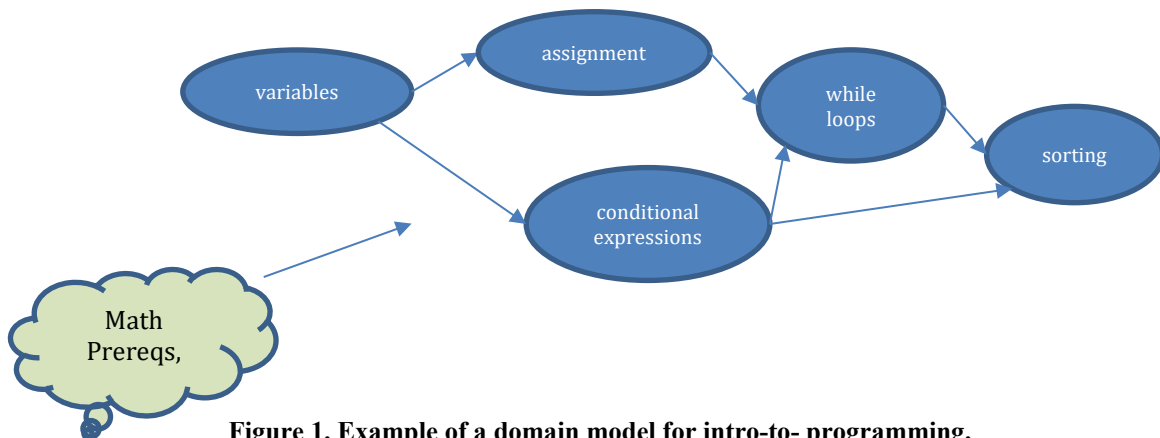 assignment
variables
while
loops
sorting
conditional
expressions
Math
Prereqs,
Figure 1. Example of a domain model for intro-to- programming.